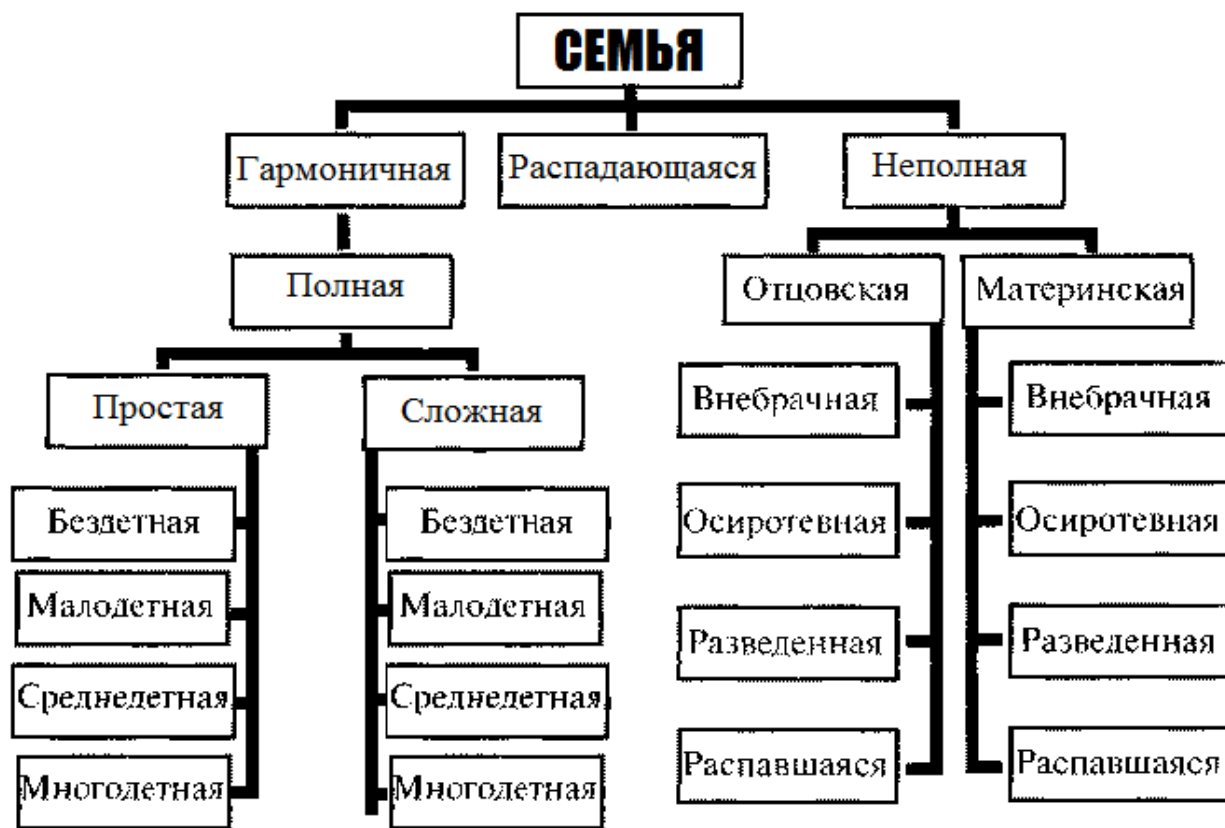 СЕМЬЯ
Гармоничная
Распадающаяся
Неполная
Полная
Отцовская
Материнская
Простая
Сложная
Внебрачная
Внебрачная
Бездетная
Бездетная
Осиротевная
Осиротевная
Малодетная
Малодетная
Разведенная
Разведенная
Среднедетная
Среднедетная
Многодетная
Многодетная
Распавшаяся
Распавшаяся